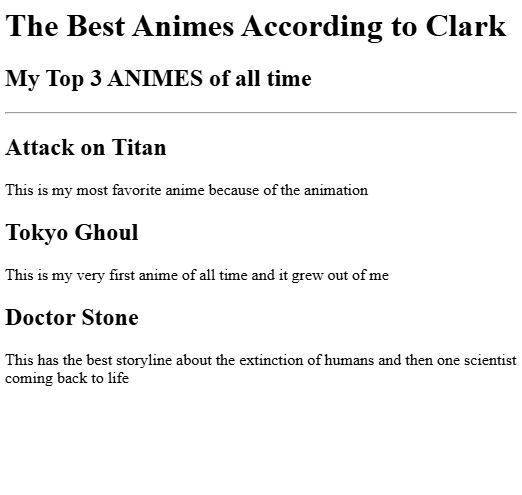 The Best Animes According to Clark
My Top 3 ANIMES of all time
Attack on Titan
This is my most favorite anime because of the animation
Tokyo Ghoul
This is my very first anime of all time and it grew out of me
Doctor Stone
This has the best storyline about the extinction of humans and then one scientist
coming back to life